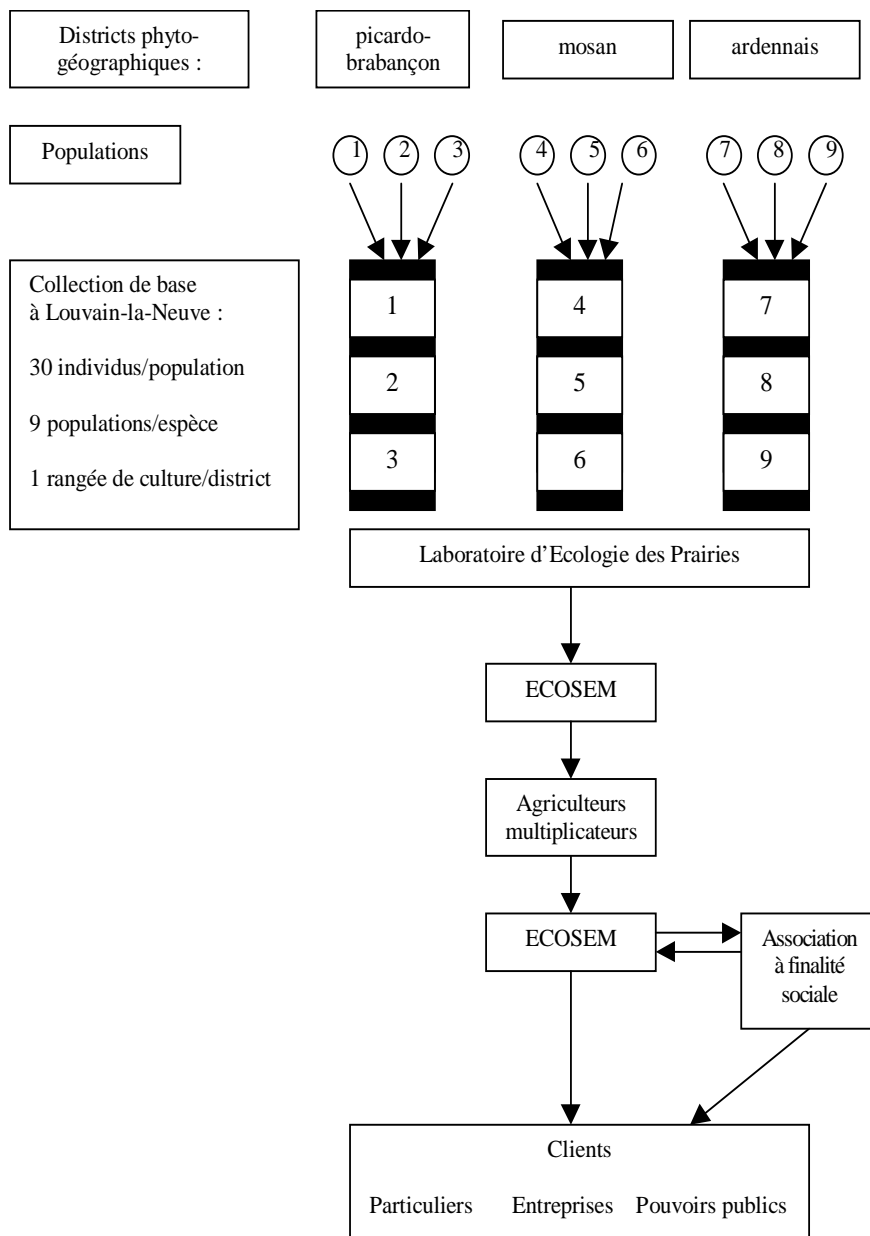 Districts phyto-
géographiques :
picardo-
brabançon
mosan
ardennais
Populations
1 2 3 4 5 6 7 8 9
Collection de base
à Louvain-la-Neuve :
30 individus/population
9 populations/espèce
1 rangée de culture/district
1 4 7
2 5 8
3 6 9
Laboratoire d’Ecologie des Prairies
ECOSEM
Agriculteurs
multiplicateurs
ECOSEM
Association
à finalité
sociale
Clients
Particuliers Entreprises Pouvoirs publics